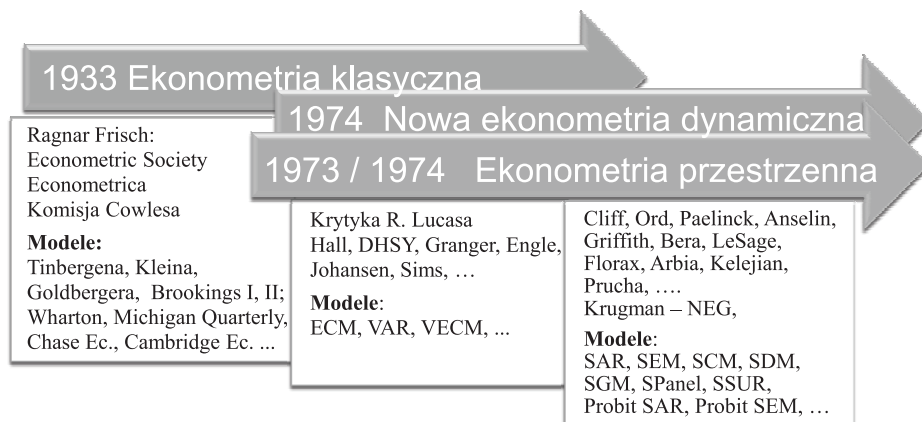 1933 Ekonometria klasyczna
1974 Nowa ekonometria dynamiczna
1973 / 1974 Ekonometria przestrzenna
Ragnar Frisch:
Econometric Society
Econometrica
Komisja Cowlesa
Modele:
Tinbergena, Kleina,
Goldbergera, Brookings I, II;
Wharton, Michigan Quarterly,
Chase Ec., Cambridge Ec. ...
Krytyka R. Lucasa
Hall, DHSY, Granger, Engle,
Johansen, Sims, …
Modele:
ECM, VAR, VECM, ...
Cliff, Ord, Paelinck, Anselin,
Griffith, Bera, LeSage,
Florax, Arbia, Kelejian,
Prucha, ….
Krugman – NEG,
Modele:
SAR, SEM, SCM, SDM,
SGM, SPanel, SSUR,
Probit SAR, Probit SEM, …